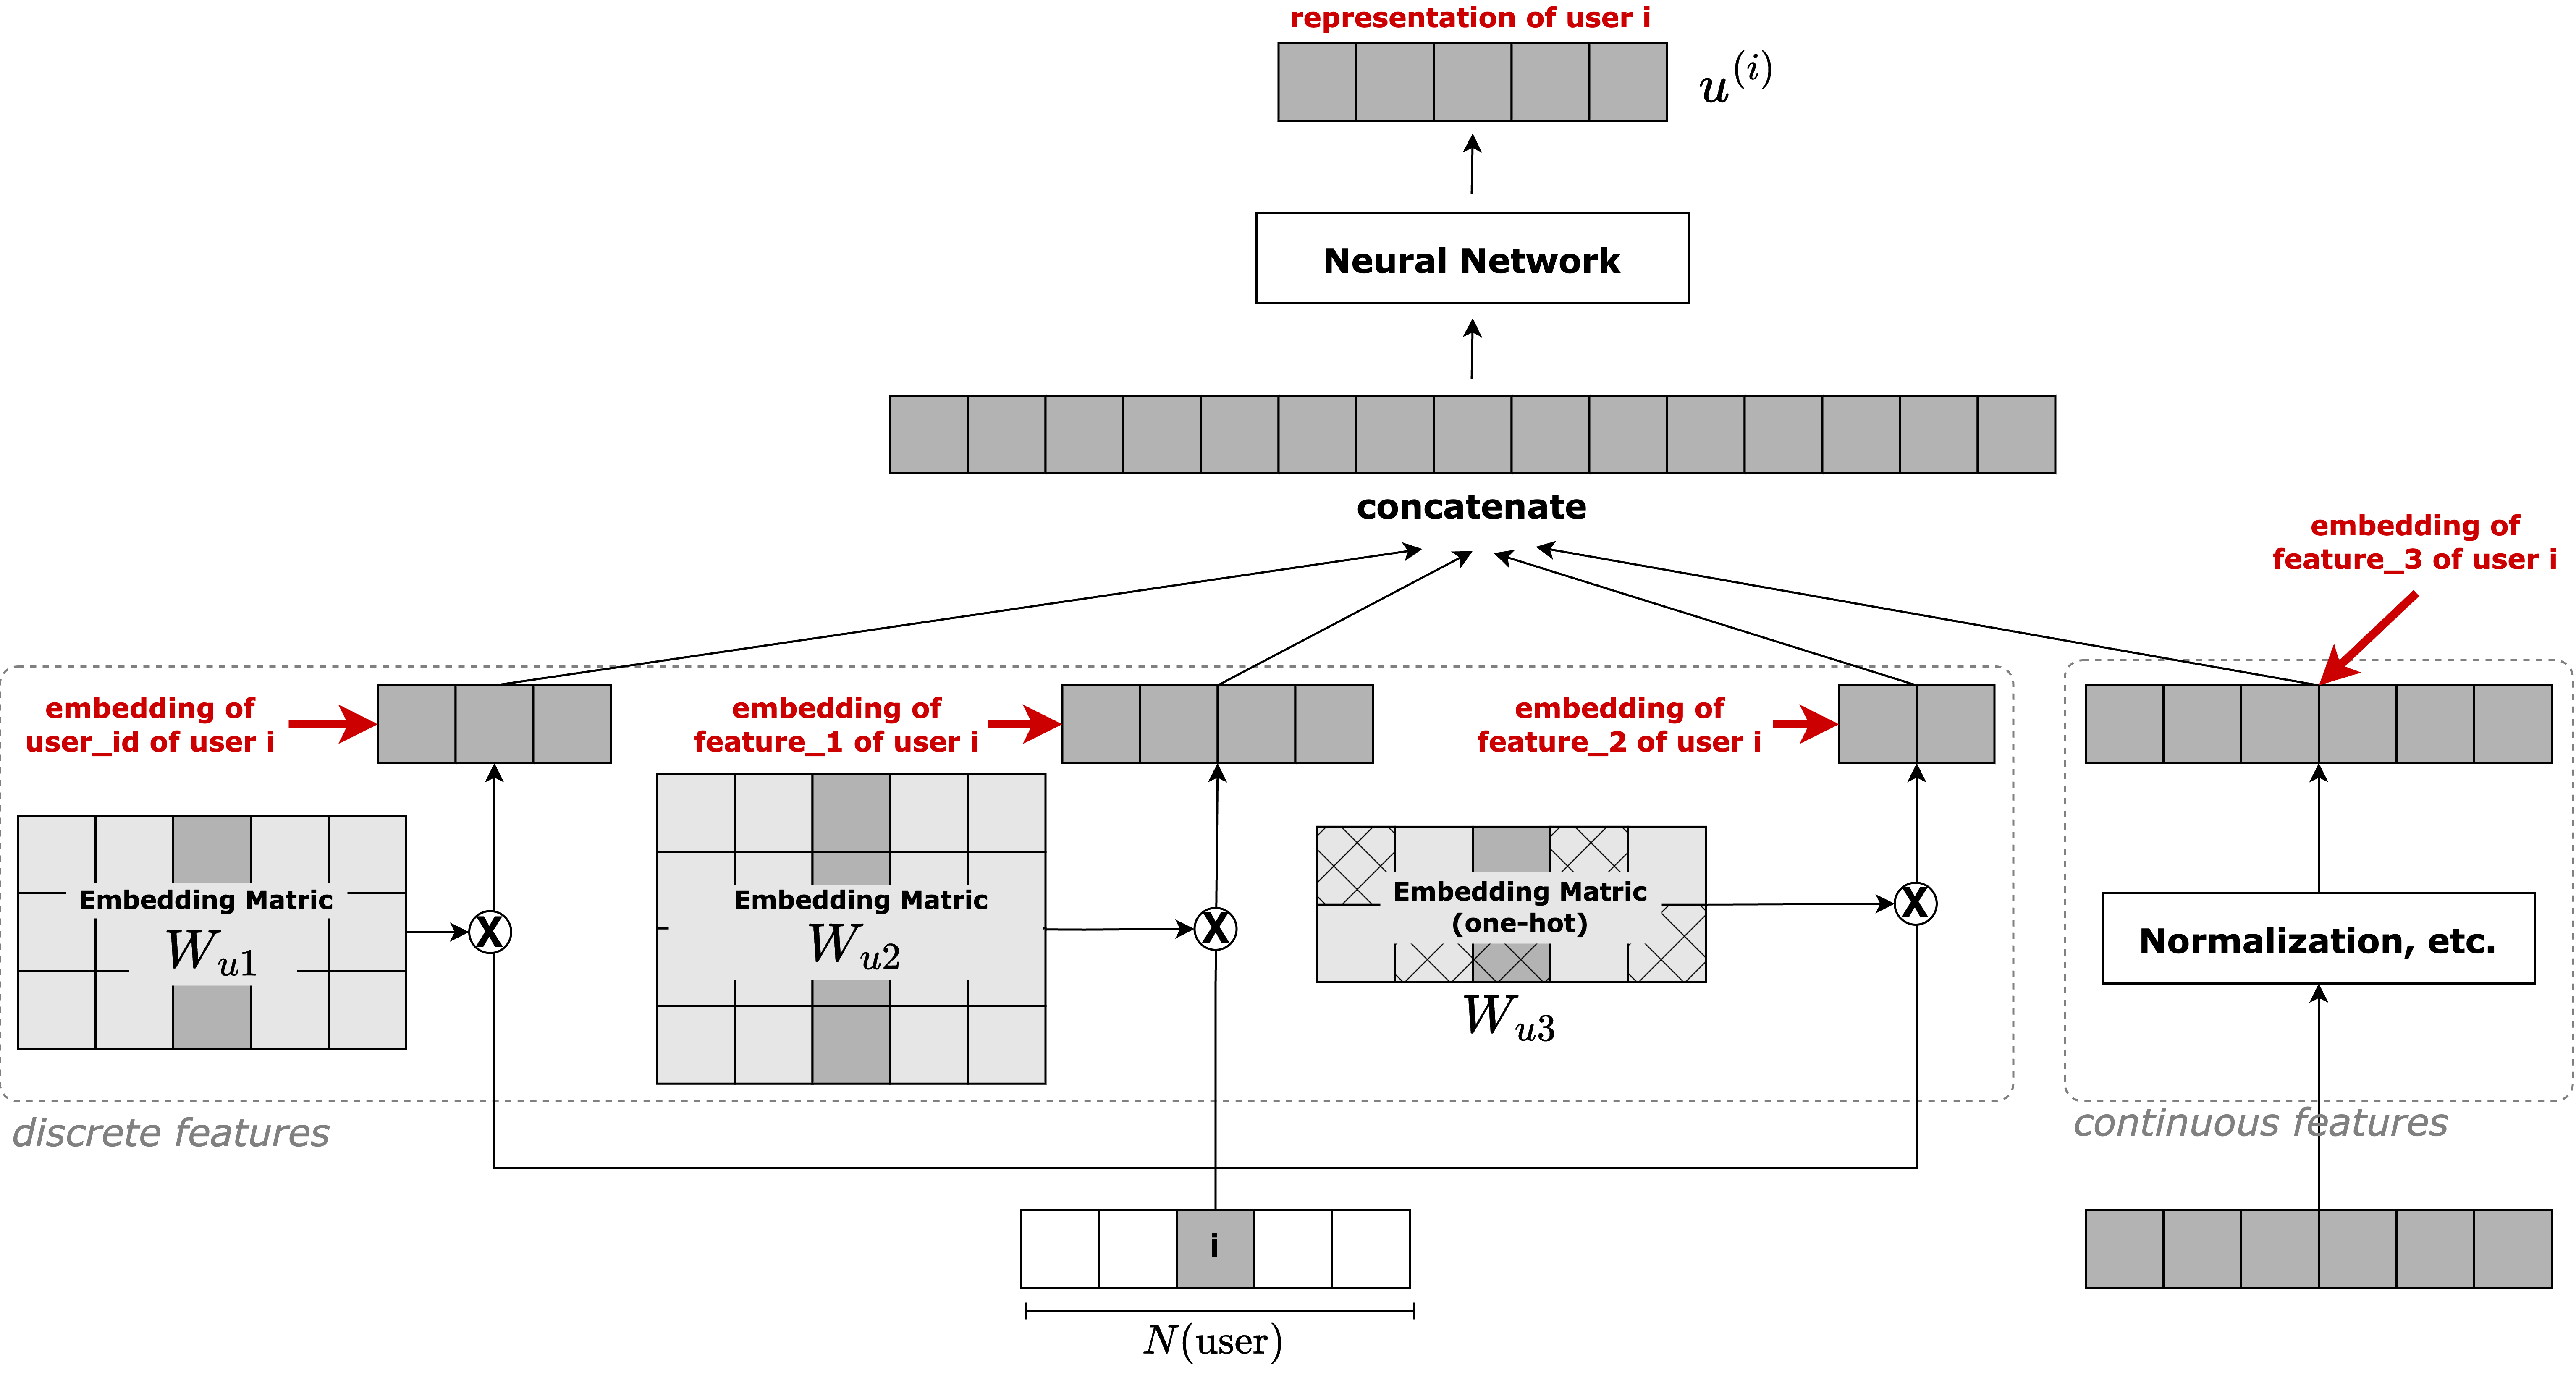 representation of user i
u^{(i)}
Neural Network
concatenate
embedding of
feature_3 of user i
embedding of
user_id of user i
embedding of
feature_1 of user i
embedding of
feature_2 of user i
Embedding Matric
W_{u1}
Embedding Matric
W_{u2}
Embedding Matric
(one-hot)
W_{u3}
Normalization, etc.
discrete features
continuous features
i
N(user)
X
X
X